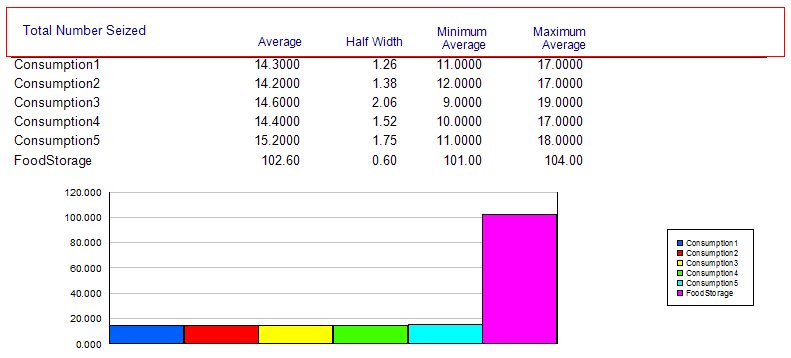 Total Number Seized
Average Half Width Minimum Average Maximum Average
Consumption1 14.3000 1.26 11.0000 17.0000
Consumption2 14.2000 1.38 12.0000 17.0000
Consumption3 14.6000 2.06 9.0000 19.0000
Consumption4 14.4000 1.52 10.0000 17.0000
Consumption5 15.2000 1.75 11.0000 18.0000
FoodStorage 102.60 0.60 101.00 104.00
120.000
100.000
80.000
60.000
40.000
20.000
0.000
Consumption1
Consumption2
Consumption3
Consumption4
Consumption5
FoodStorage